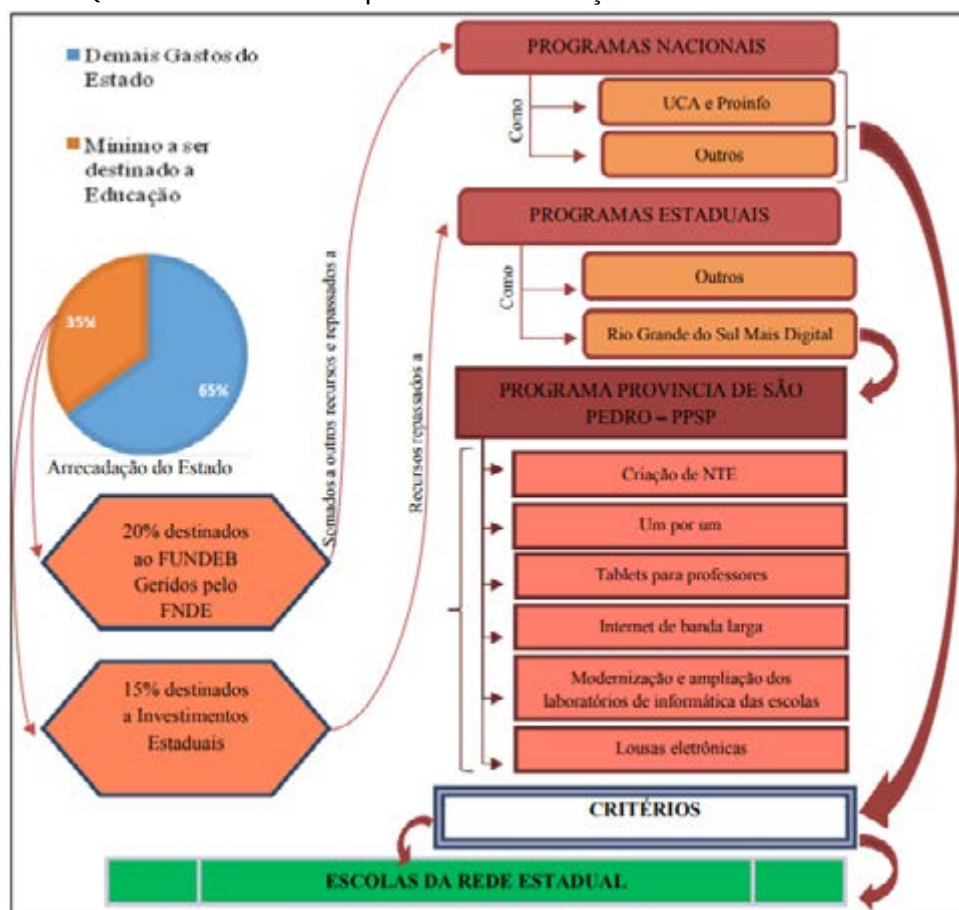 Demais Gastos do
Estado
Minimo a ser
destinado a
Educação
35%
65%
Arrecadação do Estado
20% destinados
ao FUNDEB
Geridos pelo
FNDE
15% destinados
a Investimentos
Estaduais
Somados a outros recursos e repassados a
Recursos repassados a
PROGRAMAS NACIONAIS
Como
UCA e Proinfo
Outros
PROGRAMAS ESTADUAIS
Como
Outros
Rio Grande do Sul Mais Digital
PROGRAMA PROVINCIA DE SÃO
PEDRO – PPSP
Criação de NTE
Um por um
Tablets para professores
Internet de banda larga
Modernização e ampliação dos
laboratórios de informática das escolas
Lousas eletrônicas
CRITÉRIOS
ESCOLAS DA REDE ESTADUAL